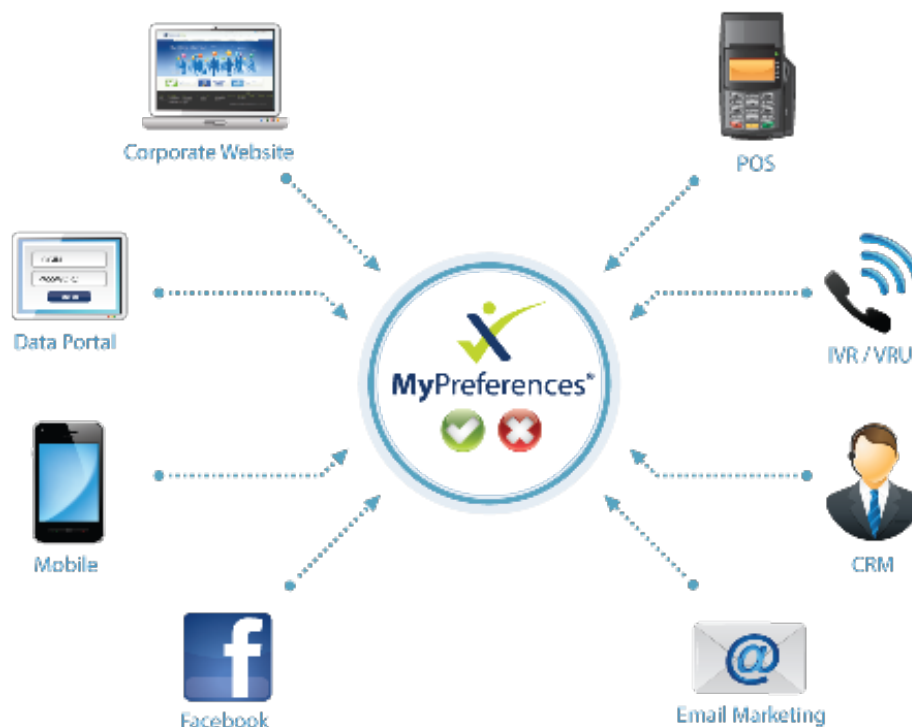 Corporate Website
POS
Data Portal
MyPreferences®
IVR / VRU
Mobile
CRM
Facebook
Email Marketing